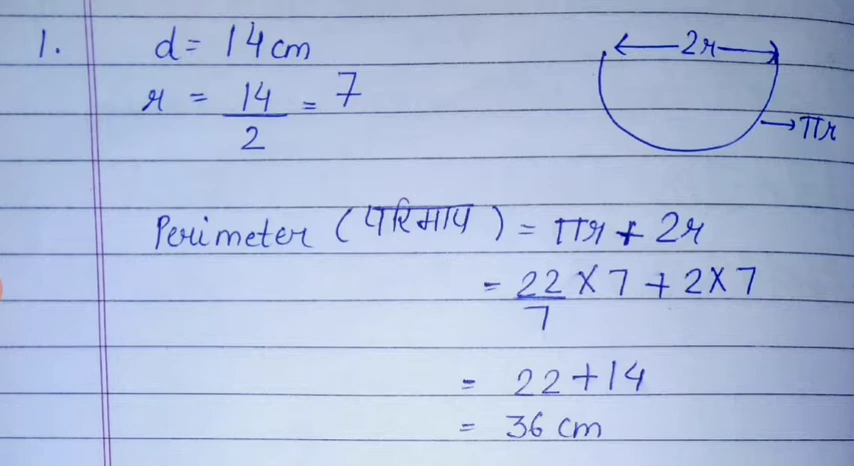 1. d = 14 cm
r = 14/2 = 7
2r
πr
Perimeter (परिमाप) = πr + 2r
= 22/7 × 7 + 2 × 7
= 22 + 14
= 36 cm